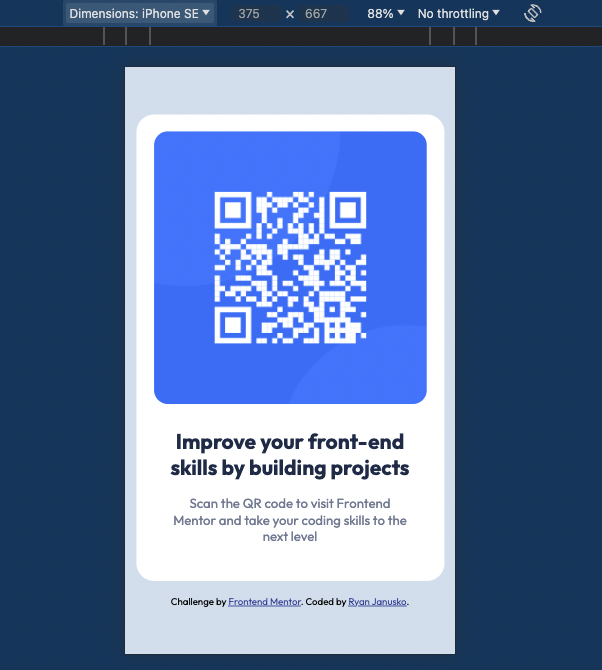 Dimensions: iPhone SE 375 × 667 88% No throttling
Improve your front-end
skills by building projects
Scan the QR code to visit Frontend
Mentor and take your coding skills to the
next level
Challenge by Frontend Mentor. Coded by Ryan Janusko.